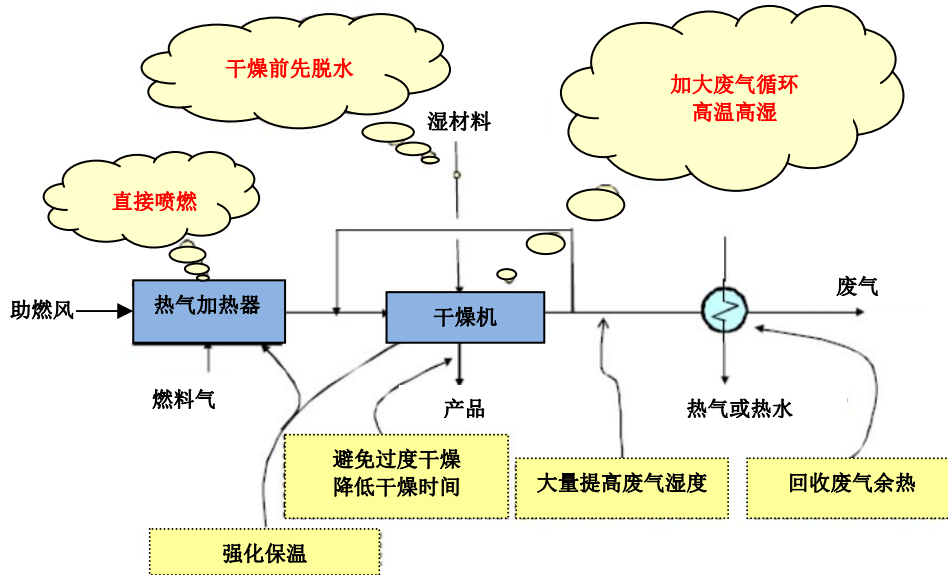 干燥前先脱水
加大废气循环
高温高湿
湿材料
直接喷燃
热气加热器
助燃风
干燥机
废气
燃料气
产品
热气或热水
避免过度干燥
降低干燥时间
大量提高废气湿度
回收废气余热
强化保温